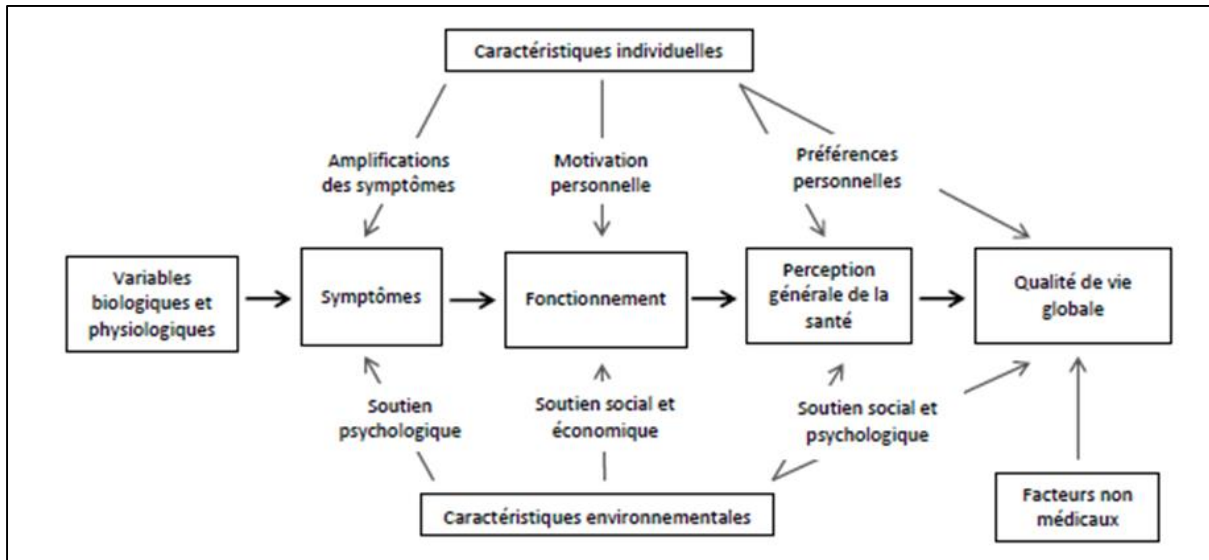 Caractéristiques individuelles
Amplifications
des symptômes
Motivation
personnelle
Préférences
personnelles
Variables
biologiques et
physiologiques
Symptômes
Fonctionnement
Perception
générale de la
santé
Qualité de vie
globale
Soutien
psychologique
Soutien social et
économique
Soutien social et
psychologique
Caractéristiques environnementales
Facteurs non
médicaux